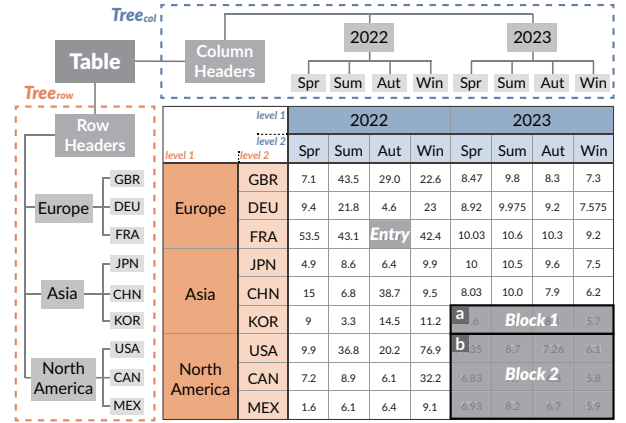 Tree col
Table
Column Headers
2022 2023
Spr Sum Aut Win Spr Sum Aut Win
Tree row
Row Headers
Europe
GBR
DEU
FRA
Asia
JPN
CHN
KOR
North America
USA
CAN
MEX
level 1 2022 2023
level 2
level 1 level 2 Spr Sum Aut Win Spr Sum Aut Win
Europe
GBR 7.1 43.5 29.0 22.6 8.47 9.8 8.3 7.3
DEU 9.4 21.8 4.6 23 8.92 9.975 9.2 7.575
FRA 53.5 43.1 Entry 42.4 10.03 10.6 10.3 9.2
Asia
JPN 4.9 8.6 6.4 9.9 10 10.5 9.6 7.5
CHN 15 6.8 38.7 9.5 8.03 10.0 7.9 6.2
KOR 9 3.3 14.5 11.2 a Block 1 5.7
North America
USA 9.9 36.8 20.2 76.9 b 8.7 7.26 6.1
CAN 7.2 8.9 6.1 32.2 6.83 Block 2 5.8
MEX 1.6 6.1 6.4 9.1 6.93 8.2 6.7 5.9